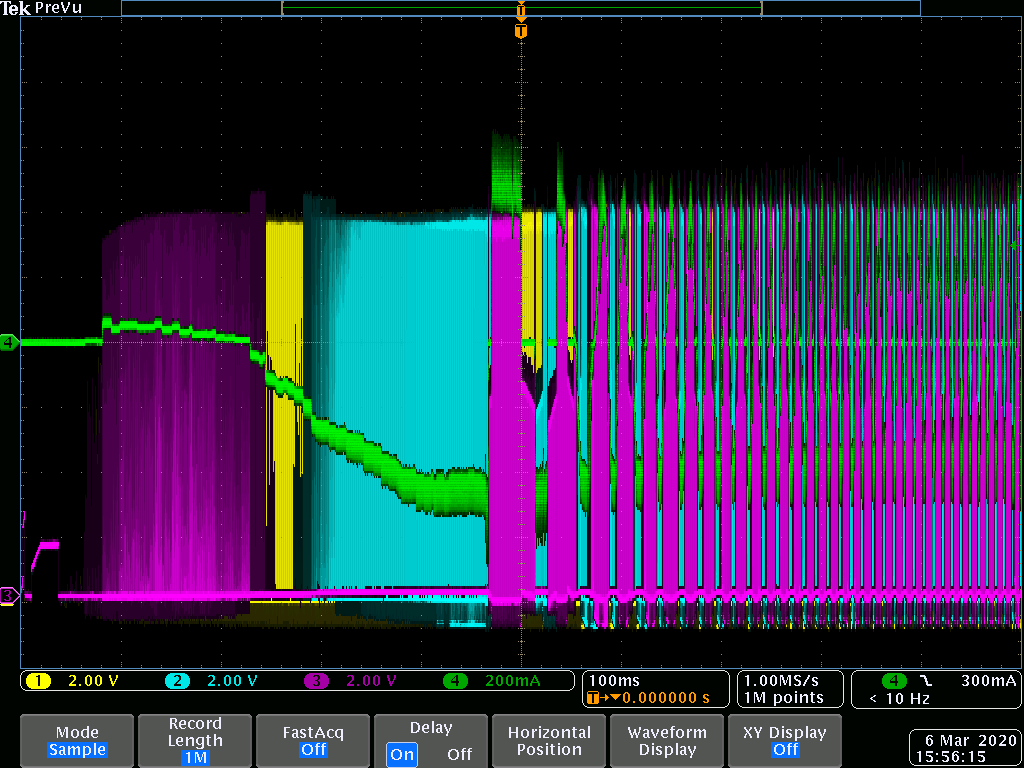 Tek PreVu
T
T
4
3
1 2.00 V 2 2.00 V 3 2.00 V 4 200mA
100ms
T→▼0.000000 s
1.00MS/s
1M points
4 300mA
< 10 Hz
Mode
Sample
Record
Length
1M
FastAcq
Off
Delay
On Off
Horizontal
Position
Waveform
Display
XY Display
Off
6 Mar 2020
15:56:15